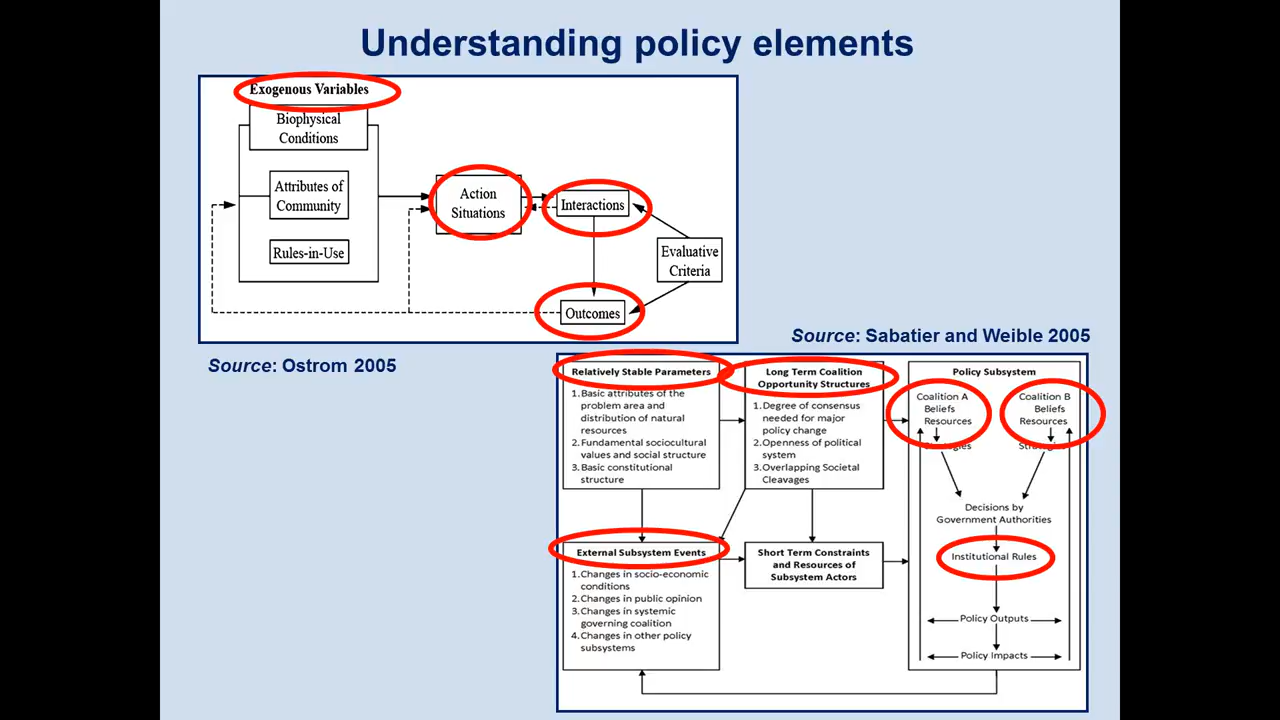 Understanding policy elements
Exogenous Variables
Biophysical
Conditions
Attributes of
Community
Rules-in-Use
Action
Situations
Interactions
Evaluative
Criteria
Outcomes
Source: Ostrom 2005
Source: Sabatier and Weible 2005
Relatively Stable Parameters
1. Basic attributes of the
problem area and
distribution of natural
resources
2. Fundamental sociocultural
values and social structure
3. Basic constitutional
structure
Long Term Coalition
Opportunity Structures
1. Degree of consensus
needed for major
policy change
2. Openness of political
system
3. Overlapping Societal
Cleavages
External Subsystem Events
1. Changes in socio-economic
conditions
2. Changes in public opinion
3. Changes in systemic
governing coalition
4. Changes in other policy
subsystems
Short Term Constraints
and Resources of
Subsystem Actors
Policy Subsystem
Coalition A
Beliefs
Resources
Strategies
Coalition B
Beliefs
Resources
Strategies
Decisions by
Government Authorities
Institutional Rules
Policy Outputs
Policy Impacts